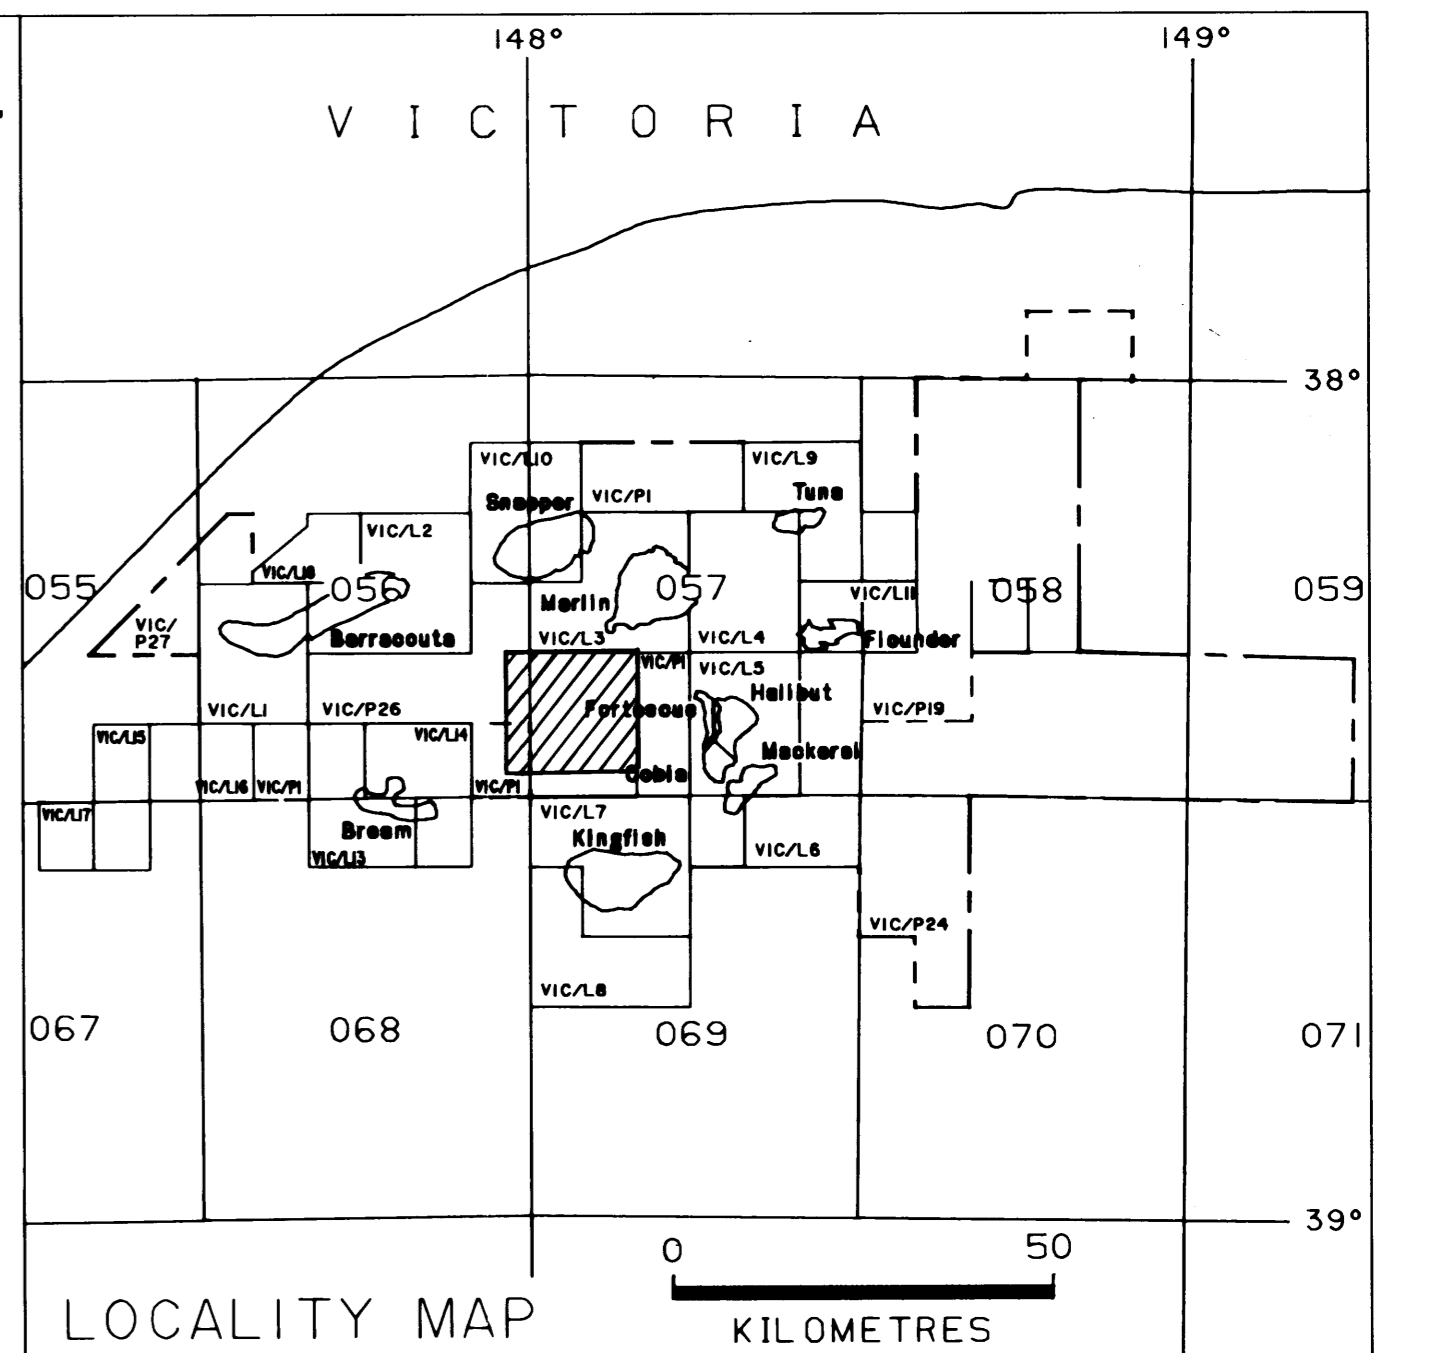 148° 149°
VICTORIA
38°
VIC/L10 VIC/L9
Snapper VIC/P1 Tuna
VIC/L2
VIC/L18
055 056 057 058 059
VIC/L11
Marlin
VIC/
P27
Barracouta VIC/L3 VIC/L4 Flounder
VIC/P1 VIC/L5
Halibut
VIC/L1 VIC/P26 Fortescue VIC/P19
VIC/L15 VIC/L14
Mackerel
Cobia
VIC/L16 VIC/P1 VIC/P1
VIC/L17 VIC/L7
Bream Kingfish
VIC/L13 VIC/L6
VIC/P24
VIC/L8
067 068 069 070 071
39°
0 50
LOCALITY MAP
KILOMETRES